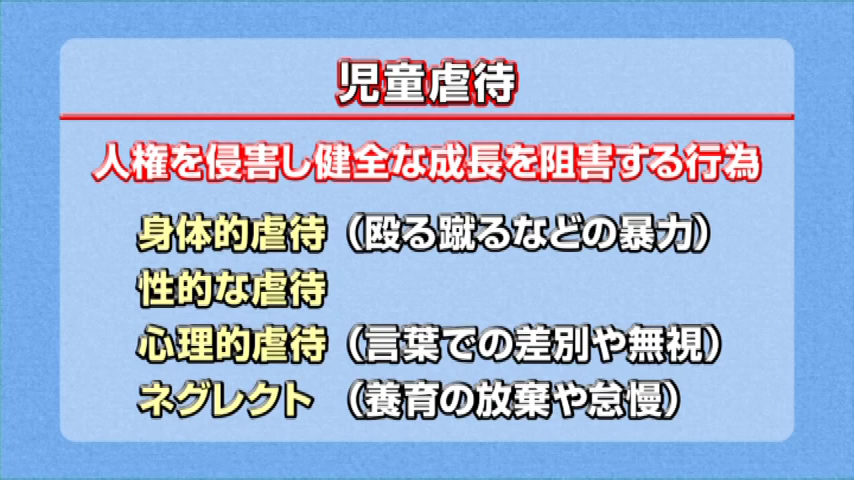 児童虐待
人権を侵害し健全な成長を阻害する行為
身体的虐待（殴る蹴るなどの暴力）
性的な虐待
心理的虐待（言葉での差別や無視）
ネグレクト（養育の放棄や怠慢）